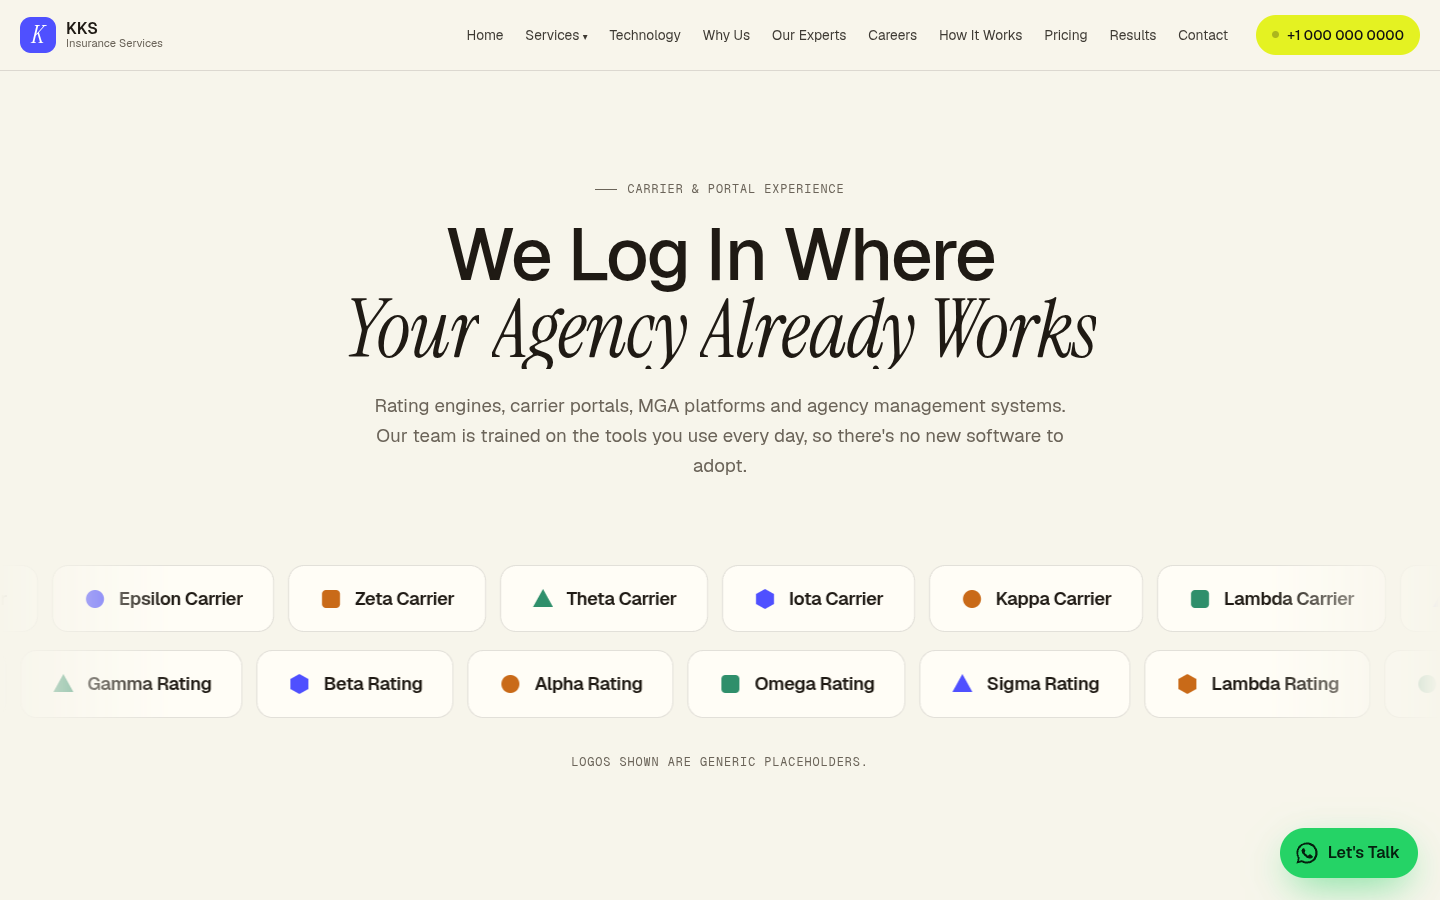 K
KKS
Insurance Services
Home
Services ▾
Technology
Why Us
Our Experts
Careers
How It Works
Pricing
Results
Contact
+1 000 000 0000
CARRIER & PORTAL EXPERIENCE
We Log In Where
Your Agency Already Works
Rating engines, carrier portals, MGA platforms and agency management systems.
Our team is trained on the tools you use every day, so there's no new software to
adopt.
Epsilon Carrier
Zeta Carrier
Theta Carrier
Iota Carrier
Kappa Carrier
Lambda Carrier
Gamma Rating
Beta Rating
Alpha Rating
Omega Rating
Sigma Rating
Lambda Rating
LOGOS SHOWN ARE GENERIC PLACEHOLDERS.
Let's Talk